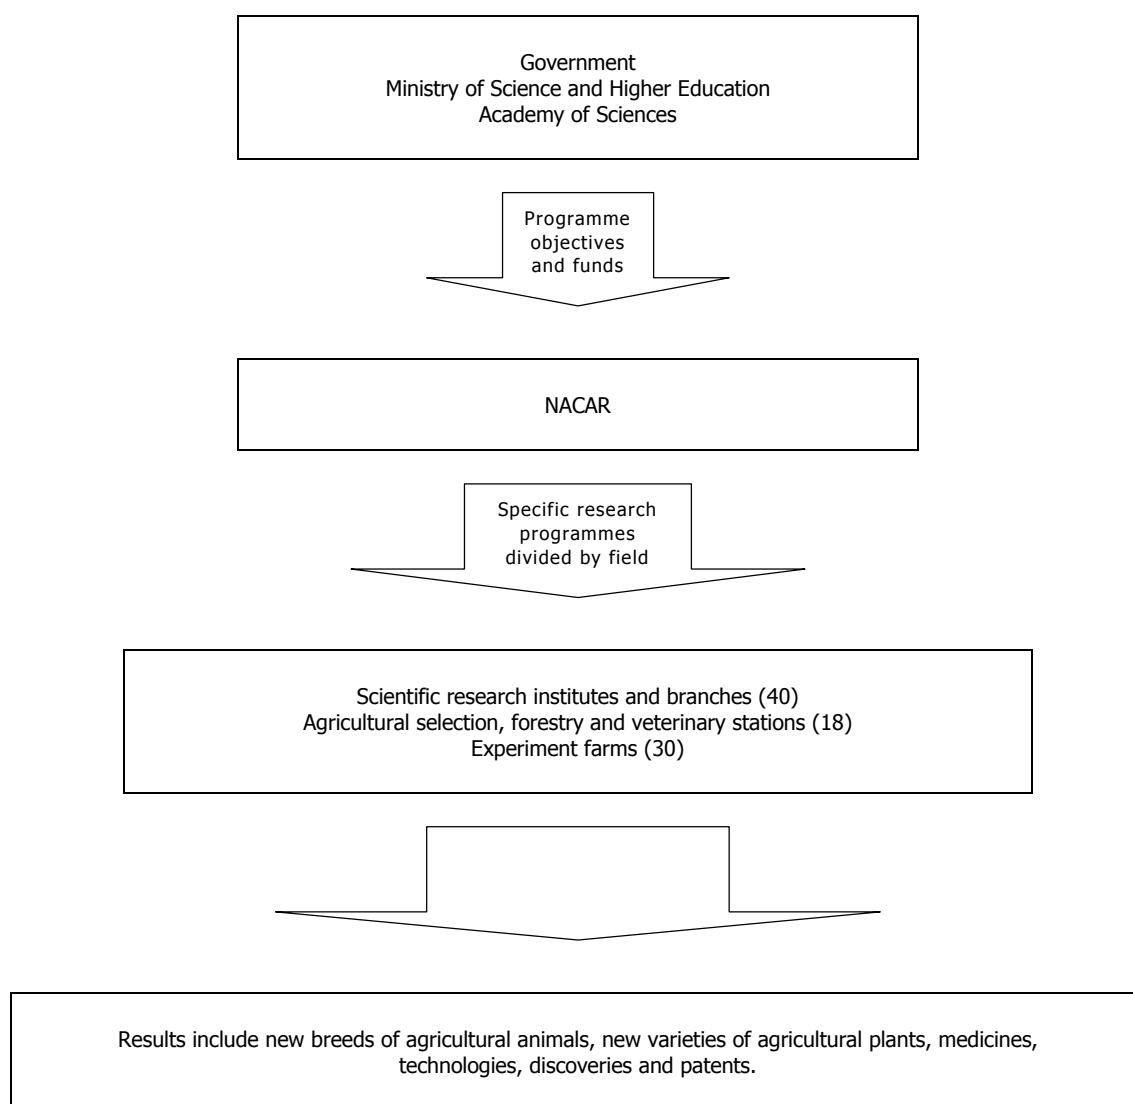 Government
Ministry of Science and Higher Education
Academy of Sciences
Programme
objectives
and funds
NACAR
Specific research
programmes
divided by field
Scientific research institutes and branches (40)
Agricultural selection, forestry and veterinary stations (18)
Experiment farms (30)
Results include new breeds of agricultural animals, new varieties of agricultural plants, medicines,
technologies, discoveries and patents.